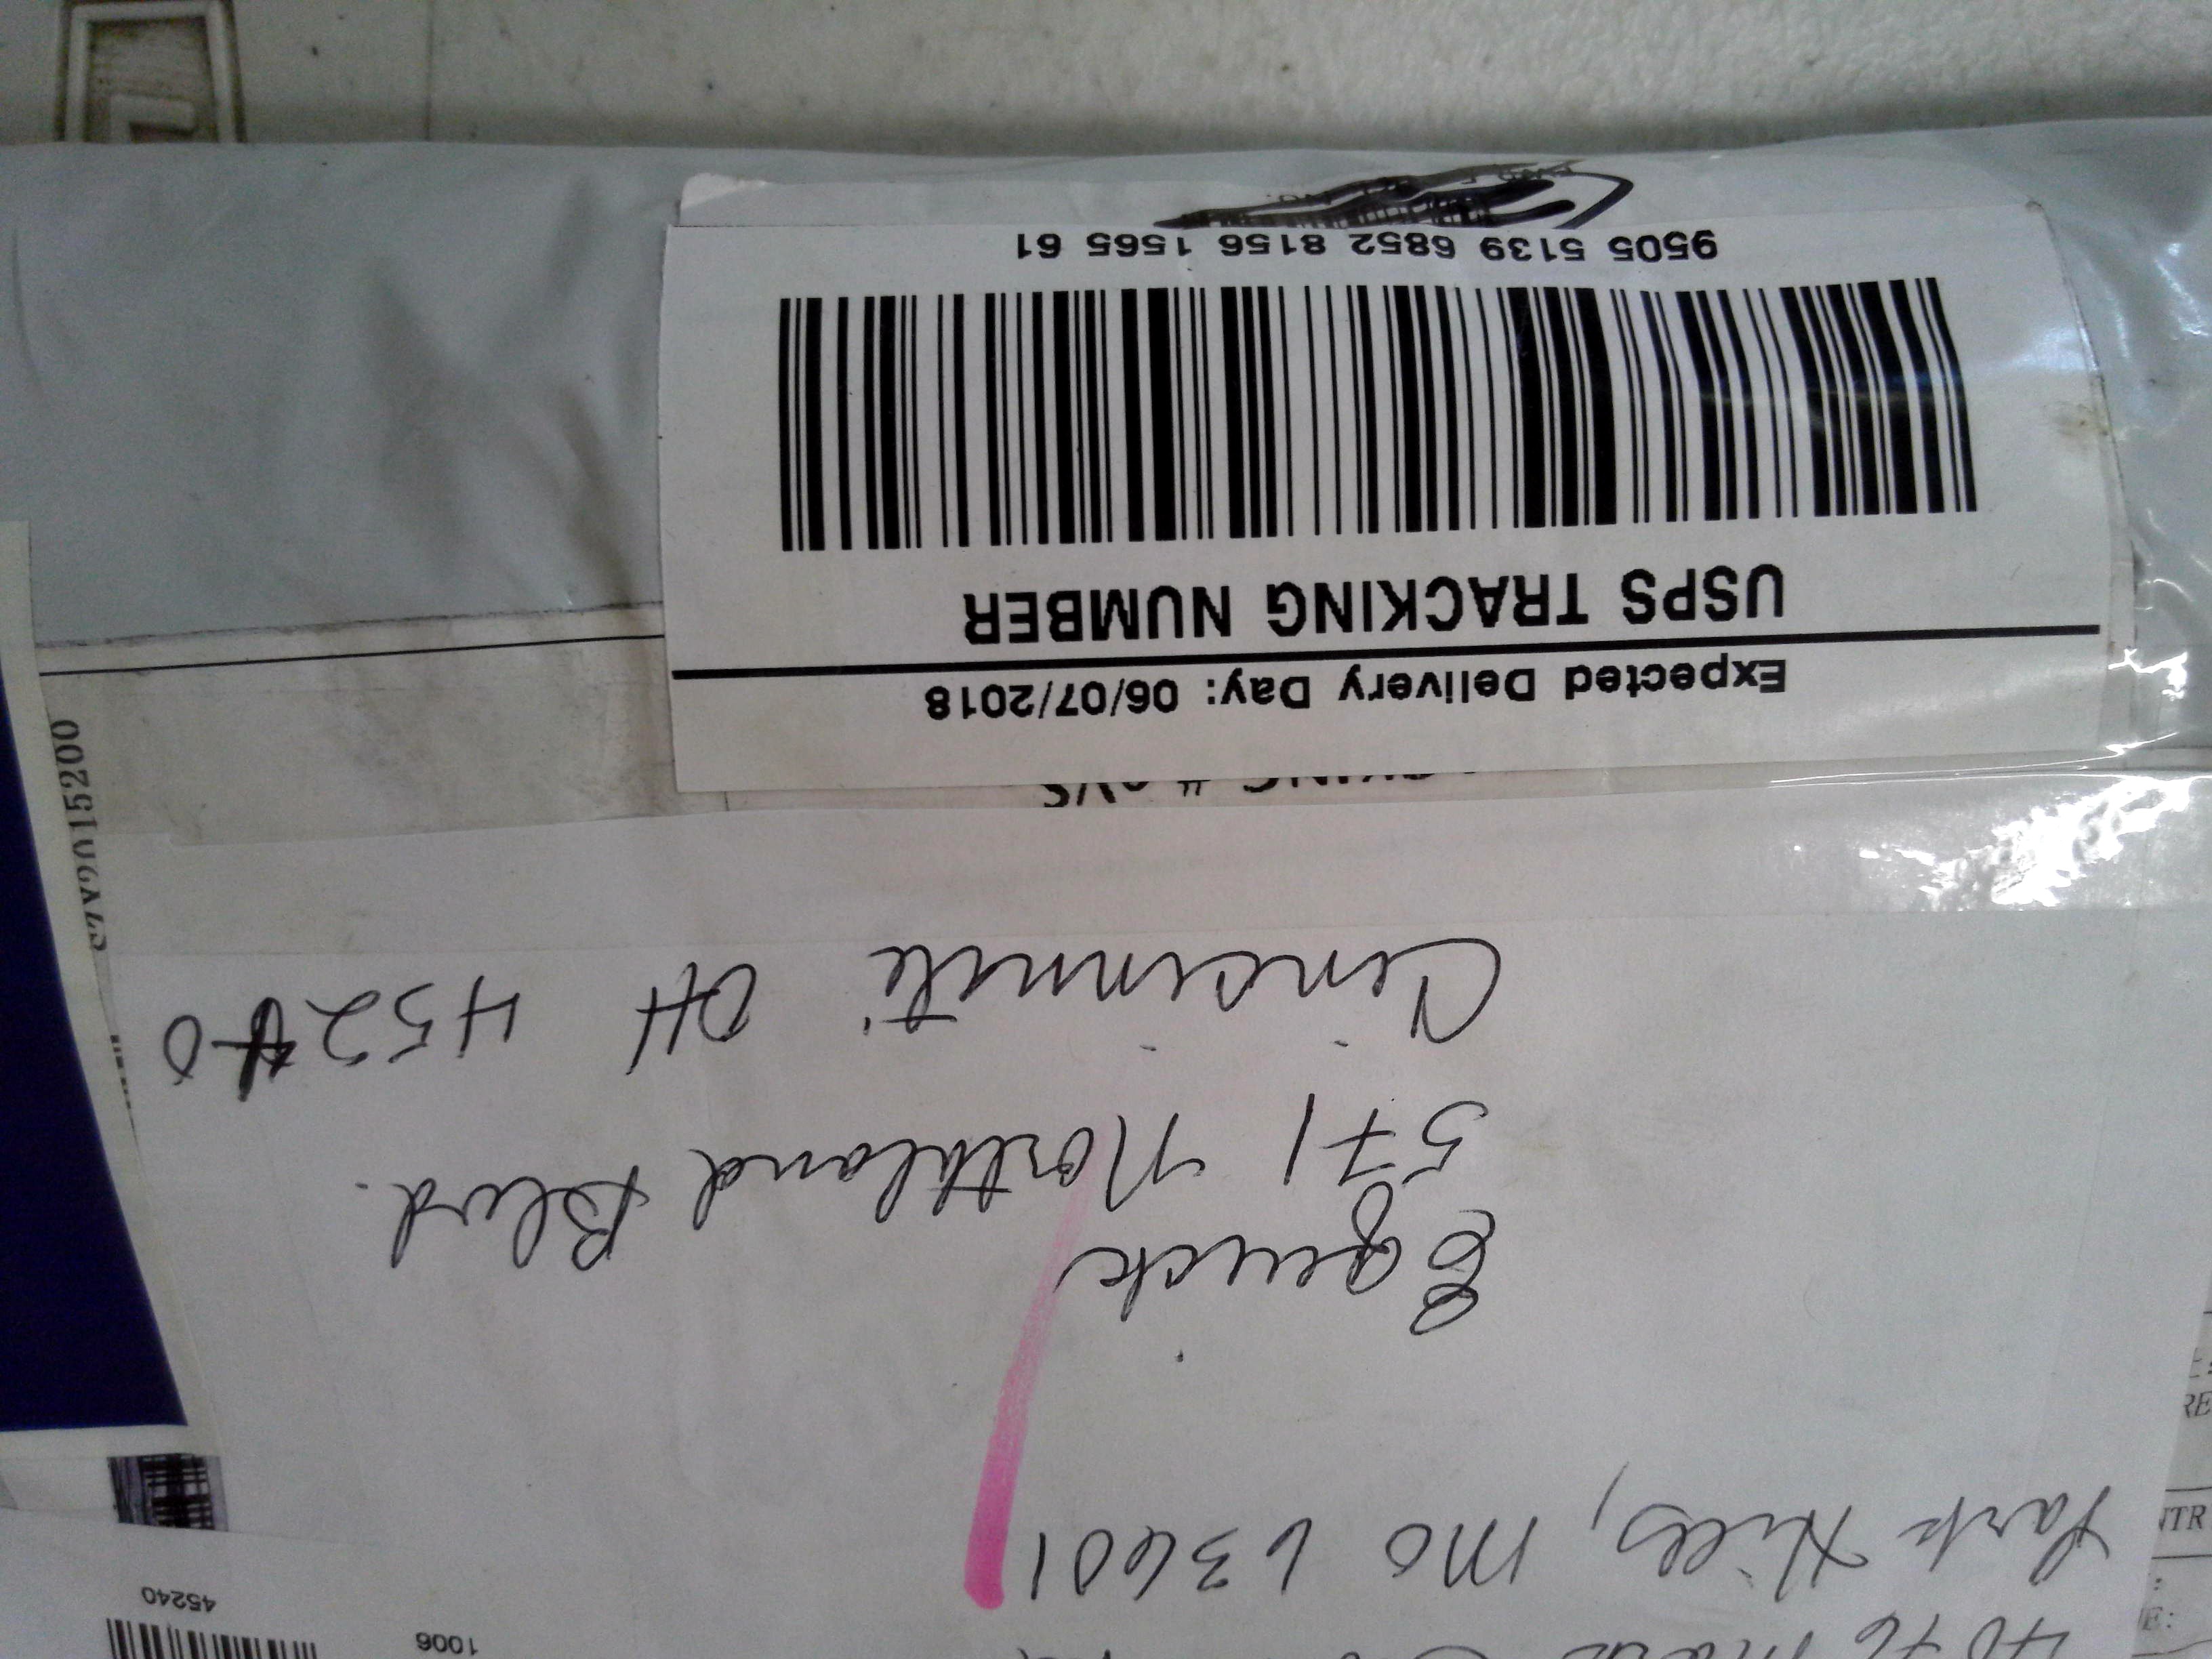 1006
45240
Park Hills, MO 63601
Equick
571 Northland Blvd.
Cincinnati OH 45240
Expected Delivery Day: 06/07/2018
USPS TRACKING NUMBER
9505 5139 6852 8156 1565 61